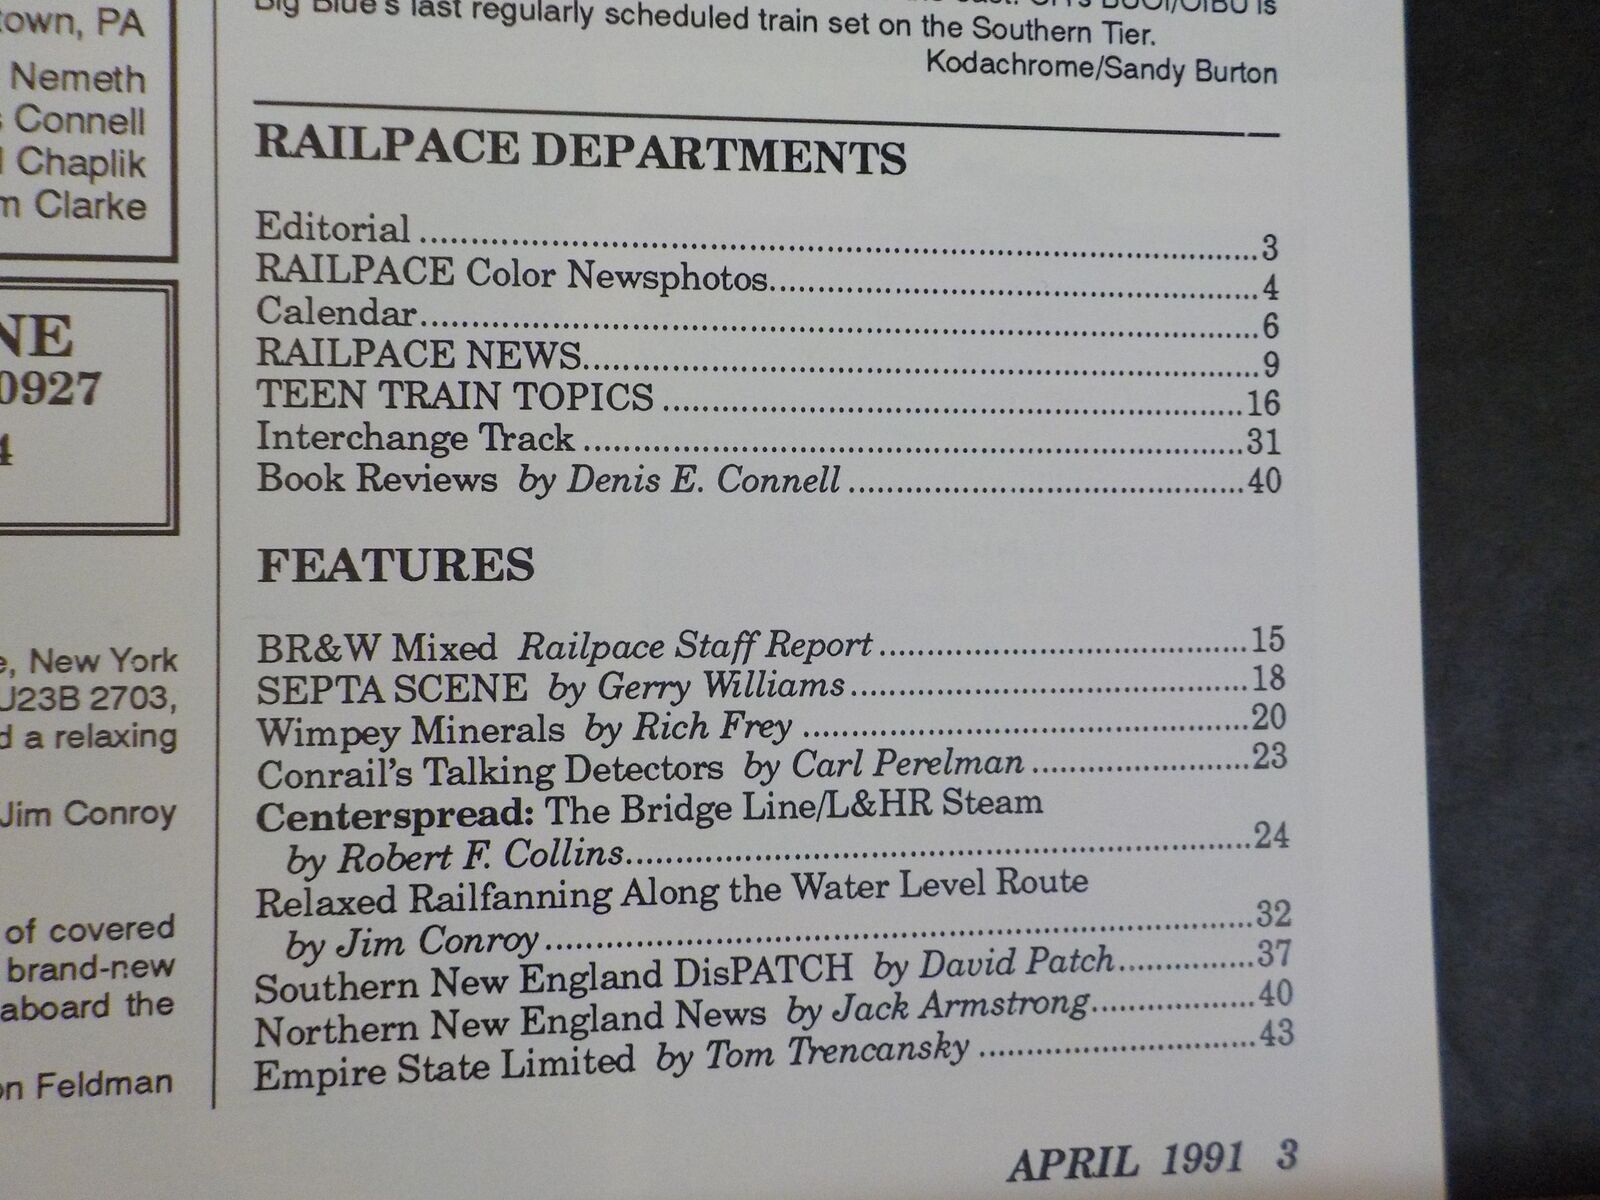 town, PA
Nemeth
Connell
Chaplik
Clarke
NE
0927
4
New York
U23B 2703,
a relaxing
Jim Conroy
of covered
brand-new
aboard the
Feldman
Big Blue's last regularly scheduled train set on the Southern Tier.
Kodachrome/Sandy Burton
RAILPACE DEPARTMENTS
Editorial 3
RAILPACE Color Newsphotos 4
Calendar 6
RAILPACE NEWS 9
TEEN TRAIN TOPICS 16
Interchange Track 31
Book Reviews by Denis E. Connell 40
FEATURES
BR&W Mixed Railpace Staff Report 15
SEPTA SCENE by Gerry Williams 18
Wimpey Minerals by Rich Frey 20
Conrail's Talking Detectors by Carl Perelman 23
Centerspread: The Bridge Line/L&HR Steam
by Robert F. Collins 24
Relaxed Railfanning Along the Water Level Route
by Jim Conroy 32
Southern New England DisPATCH by David Patch 37
Northern New England News by Jack Armstrong 40
Empire State Limited by Tom Trencansky 43
APRIL 1991 3